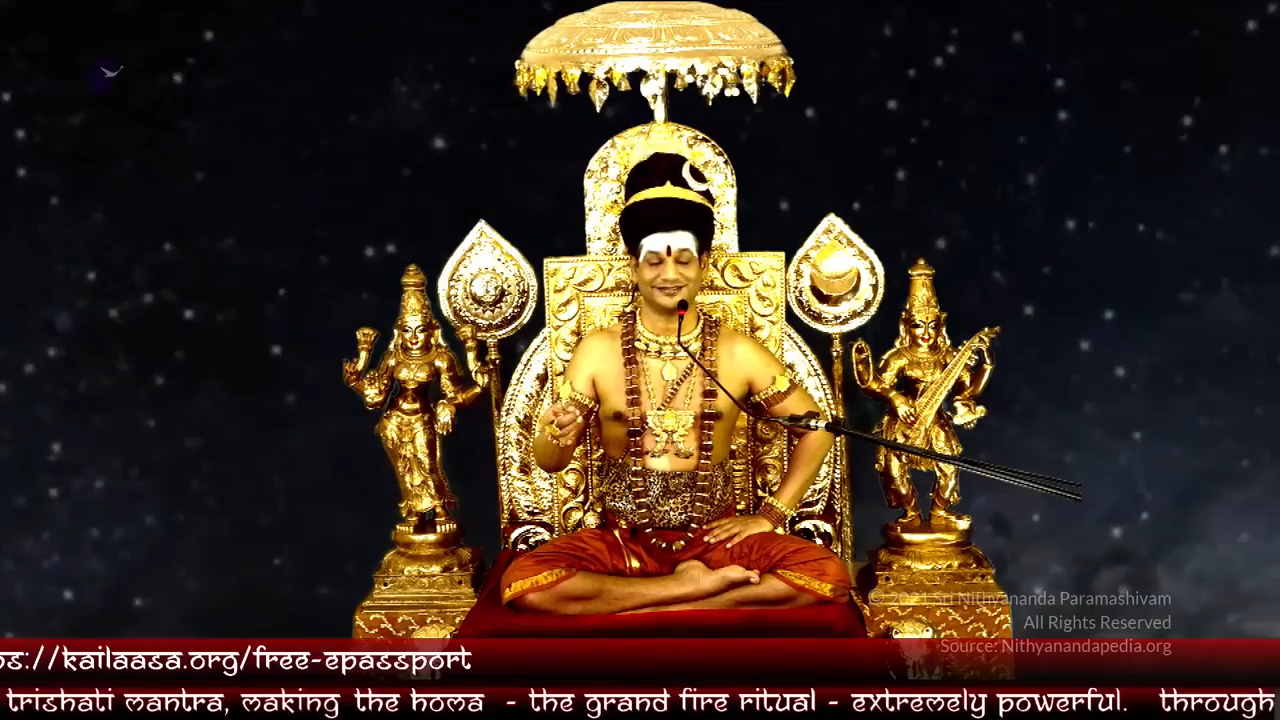 © 2021 Sri Nithyananda Paramashivam
All Rights Reserved
Source: Nithyanandapedia.org
ps://kailaasa.org/free-epassport
trishati mantra, making the homa - the grand fire ritual - extremely powerful. through